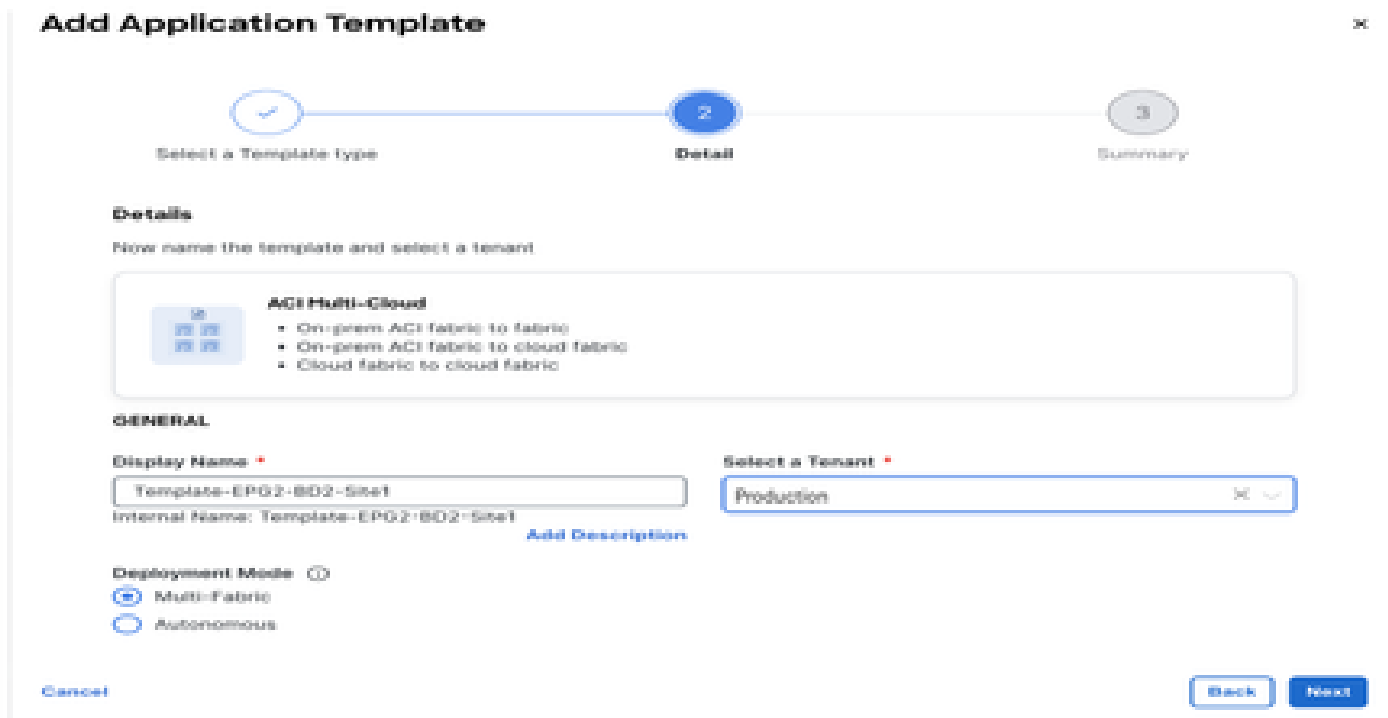 Add Application Template
2
3
Select a Template type
Detail
Summary
Details
Now name the template and select a tenant
ACI Multi-Cloud
• On-prem ACI fabric to fabric
• On-prem ACI fabric to cloud fabric
• Cloud fabric to cloud fabric
GENERAL
Display Name *
Select a Tenant *
Template-EPG2-BD2-Site1
Production
Internal Name: Template-EPG2-BD2-Site1
Add Description
Deployment Mode
Multi-Fabric
Autonomous
Cancel
Back
Next